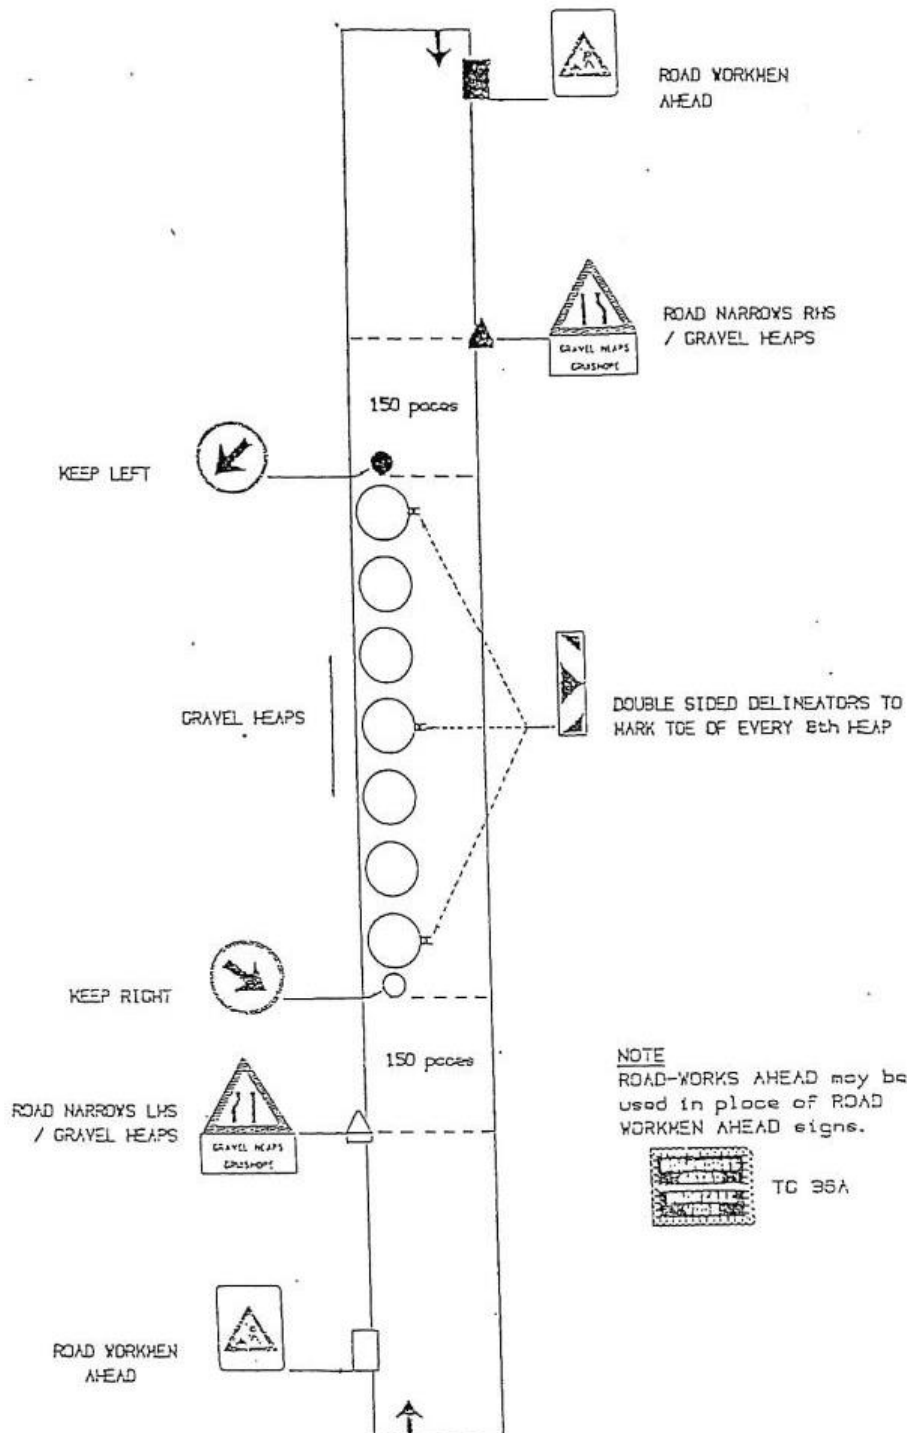 ROAD WORKMEN
AHEAD
ROAD NARROWS RHS
/ GRAVEL HEAPS
GRAVEL HEAPS
GRUISHOPE
150 paces
KEEP LEFT
GRAVEL HEAPS
DOUBLE SIDED DELINEATORS TO
MARK TOE OF EVERY 8th HEAP
KEEP RIGHT
150 paces
NOTE
ROAD-WORKS AHEAD may be
used in place of ROAD
WORKMEN AHEAD signs.
TC 35A
ROAD NARROWS LHS
/ GRAVEL HEAPS
GRAVEL HEAPS
GRUISHOPE
ROAD WORKMEN
AHEAD